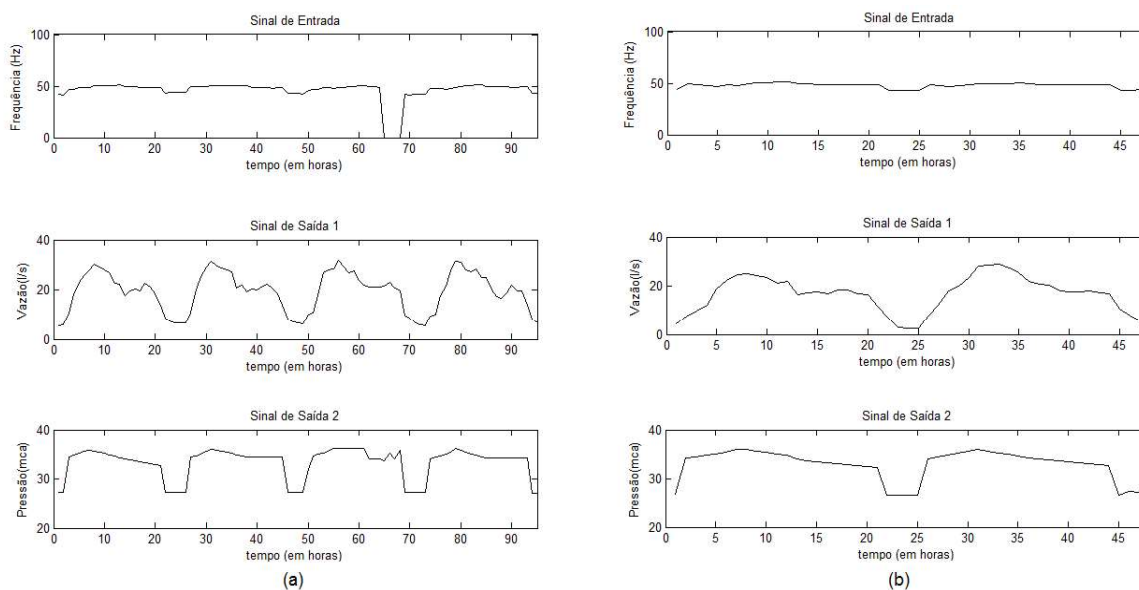 Sinal de Entrada
Frequência (Hz)
100
50
0
0 10 20 30 40 50 60 70 80 90
tempo (em horas)
Sinal de Saída 1
Vazão(l/s)
40
20
0
0 10 20 30 40 50 60 70 80 90
tempo (em horas)
Sinal de Saída 2
Pressão(mca)
40
30
20
0 10 20 30 40 50 60 70 80 90
tempo (em horas)
(a)
Sinal de Entrada
Frequência (Hz)
100
50
0
0 5 10 15 20 25 30 35 40 45
tempo (em horas)
Sinal de Saída 1
Vazão(l/s)
40
20
0
0 5 10 15 20 25 30 35 40 45
tempo (em horas)
Sinal de Saída 2
Pressão(mca)
40
30
20
0 5 10 15 20 25 30 35 40 45
tempo (em horas)
(b)